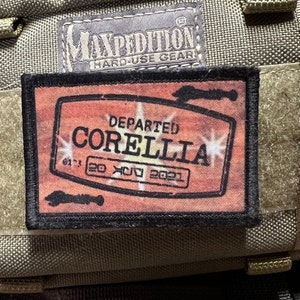 MAXPEDITION
HARD-USE GEAR
DEPARTED
CORELLIA
20 2021